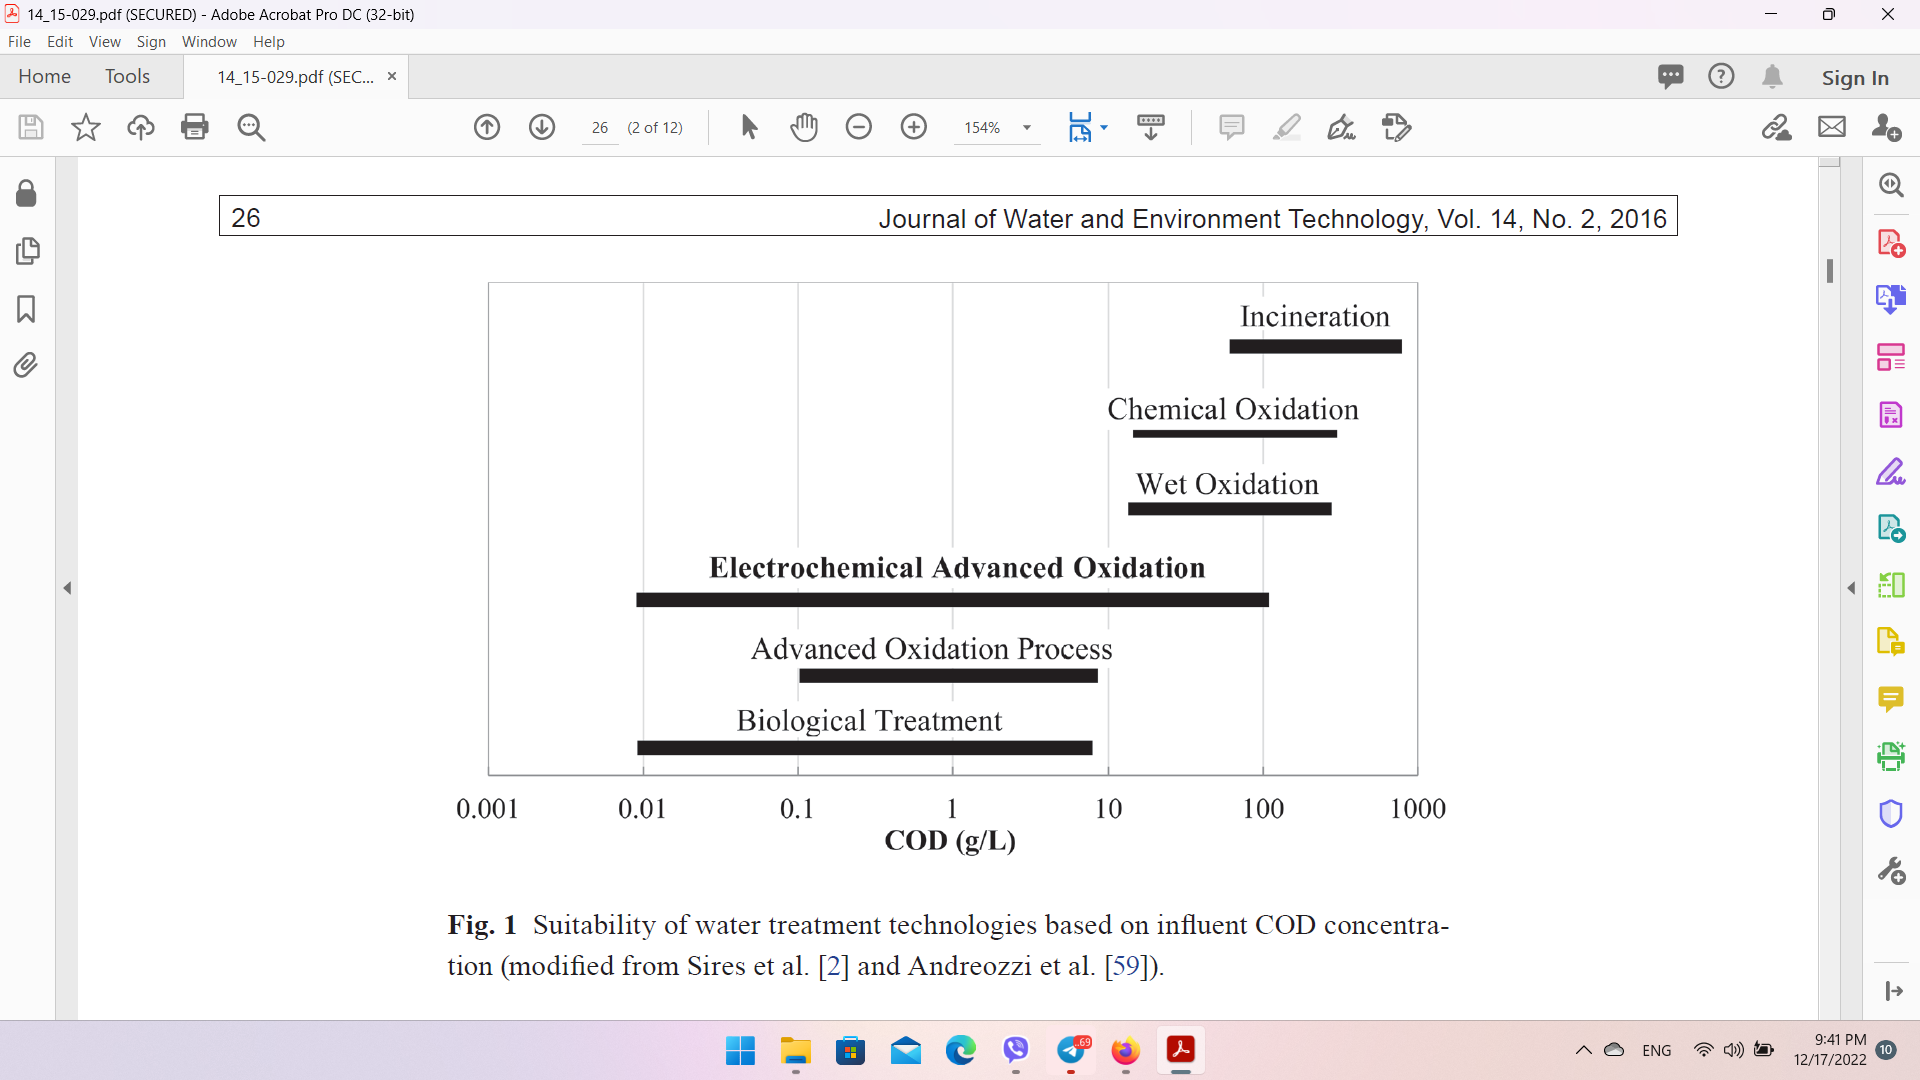 14_15-029.pdf (SECURED) - Adobe Acrobat Pro DC (32-bit)
File Edit View Sign Window Help
Home Tools 14_15-029.pdf (SEC... × Sign In
26 (2 of 12) 154%
26 Journal of Water and Environment Technology, Vol. 14, No. 2, 2016
Incineration
Chemical Oxidation
Wet Oxidation
Electrochemical Advanced Oxidation
Advanced Oxidation Process
Biological Treatment
0.001 0.01 0.1 1 10 100 1000
COD (g/L)
Fig. 1 Suitability of water treatment technologies based on influent COD concentra-
tion (modified from Sires et al. [2] and Andreozzi et al. [59]).
69
ENG
9:41 PM
12/17/2022
10